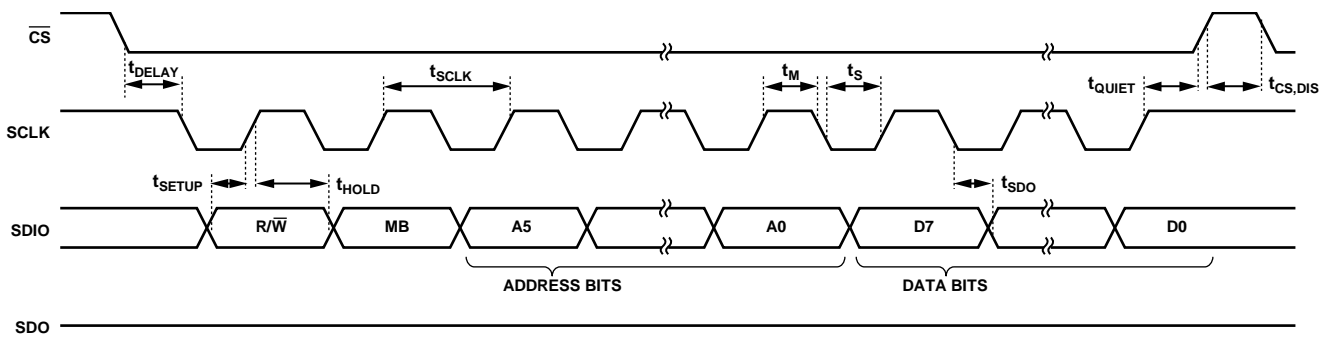 CS
tDELAY
tSCLK
tM
tS
tQUIET
tCS,DIS
SCLK
tSETUP
tHOLD
tSDO
SDIO
R/W
MB
A5
A0
D7
D0
ADDRESS BITS
DATA BITS
SDO